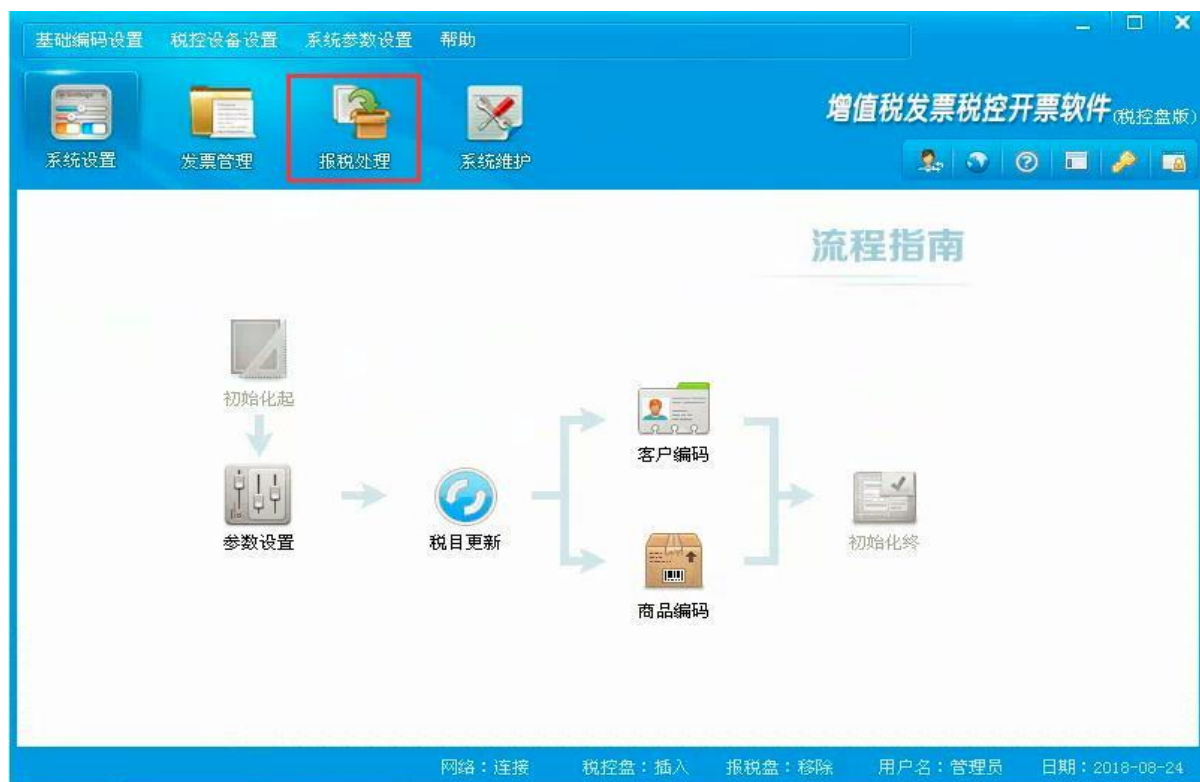 基础编码设置 税控设备设置 系统参数设置 帮助
增值税发票税控开票软件(税控盘版)
系统设置 发票管理 报税处理 系统维护
流程指南
初始化起
客户编码
参数设置 税目更新 初始化终
商品编码
网络：连接 税控盘：插入 报税盘：移除 用户名：管理员 日期：2018-08-24